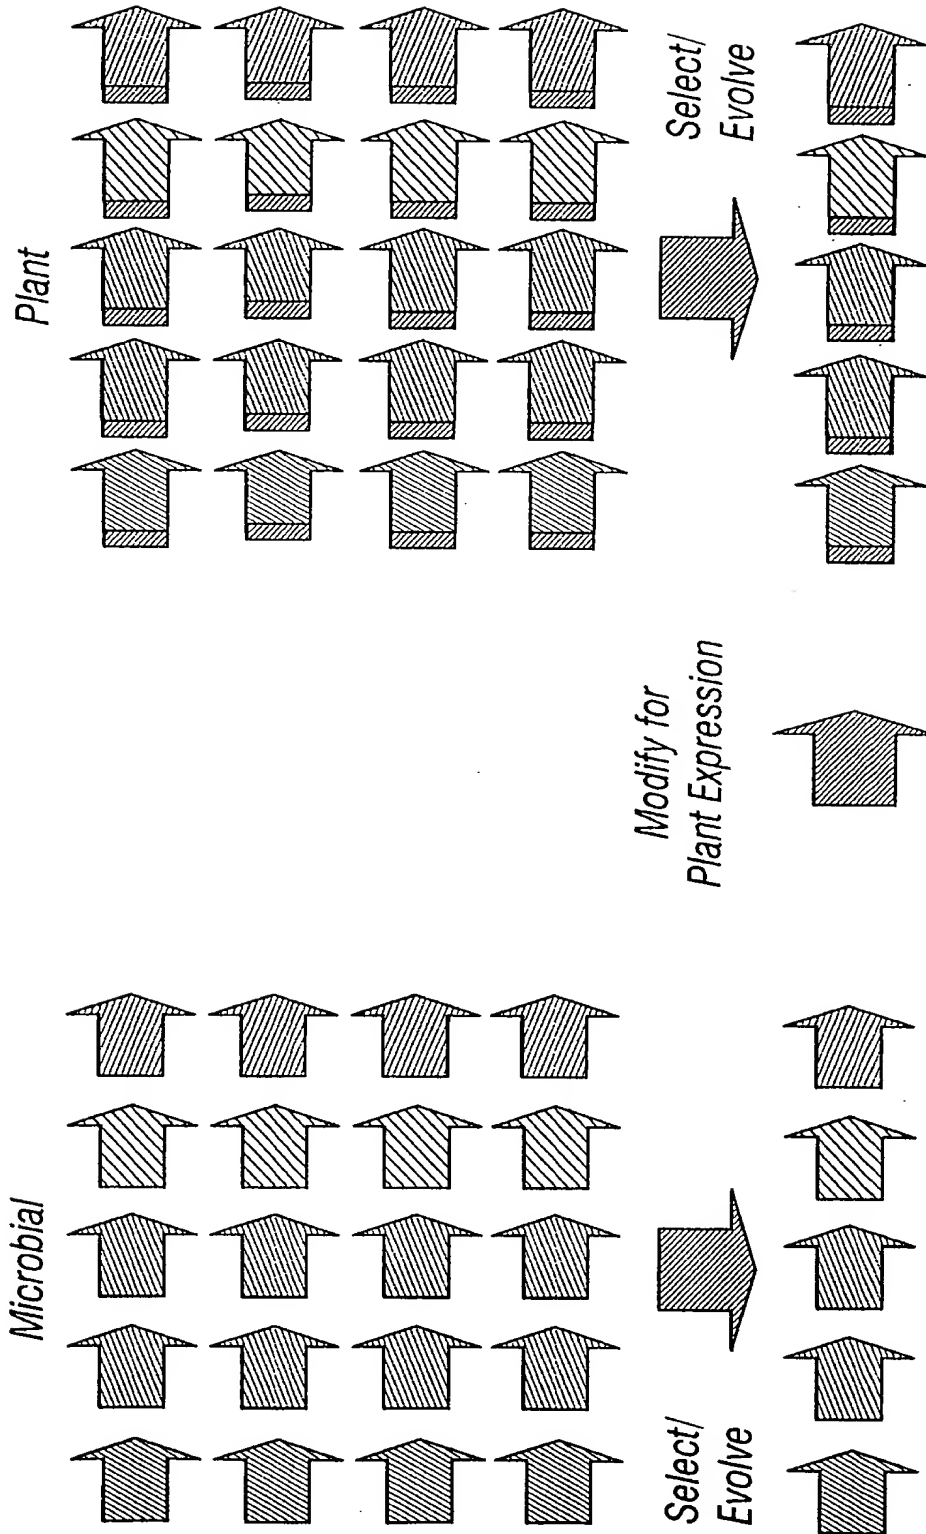 Microbial
Select/
Evolve
Modify for
Plant Expression
Plant
Select/
Evolve